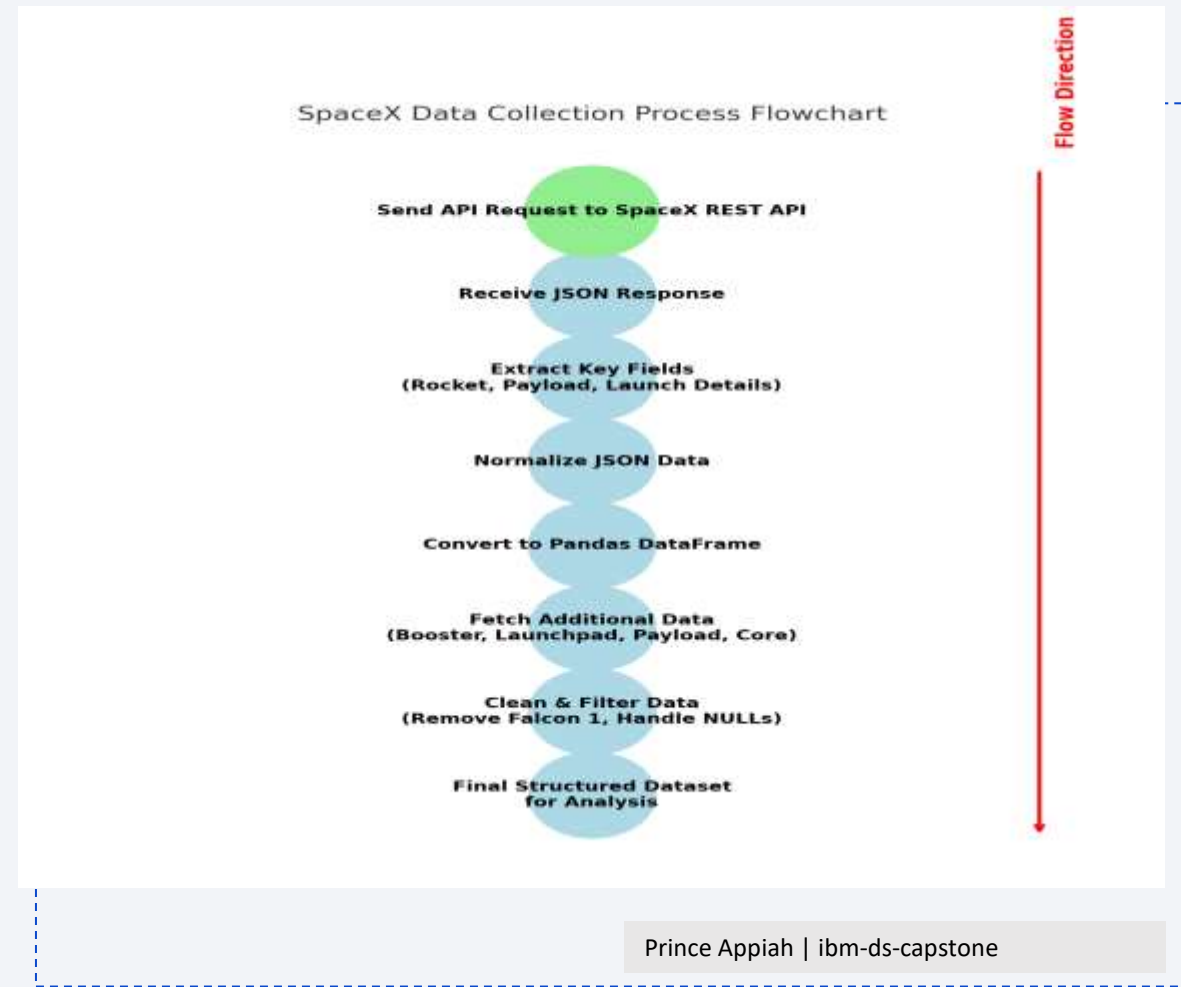 Flow Direction
SpaceX Data Collection Process Flowchart
Send API Request to SpaceX REST API
Receive JSON Response
Extract Key Fields
(Rocket, Payload, Launch Details)
Normalize JSON Data
Convert to Pandas DataFrame
Fetch Additional Data
(Booster, Launchpad, Payload, Core)
Clean & Filter Data
(Remove Falcon 1, Handle NULLs)
Final Structured Dataset
for Analysis
Prince Appiah | ibm-ds-capstone